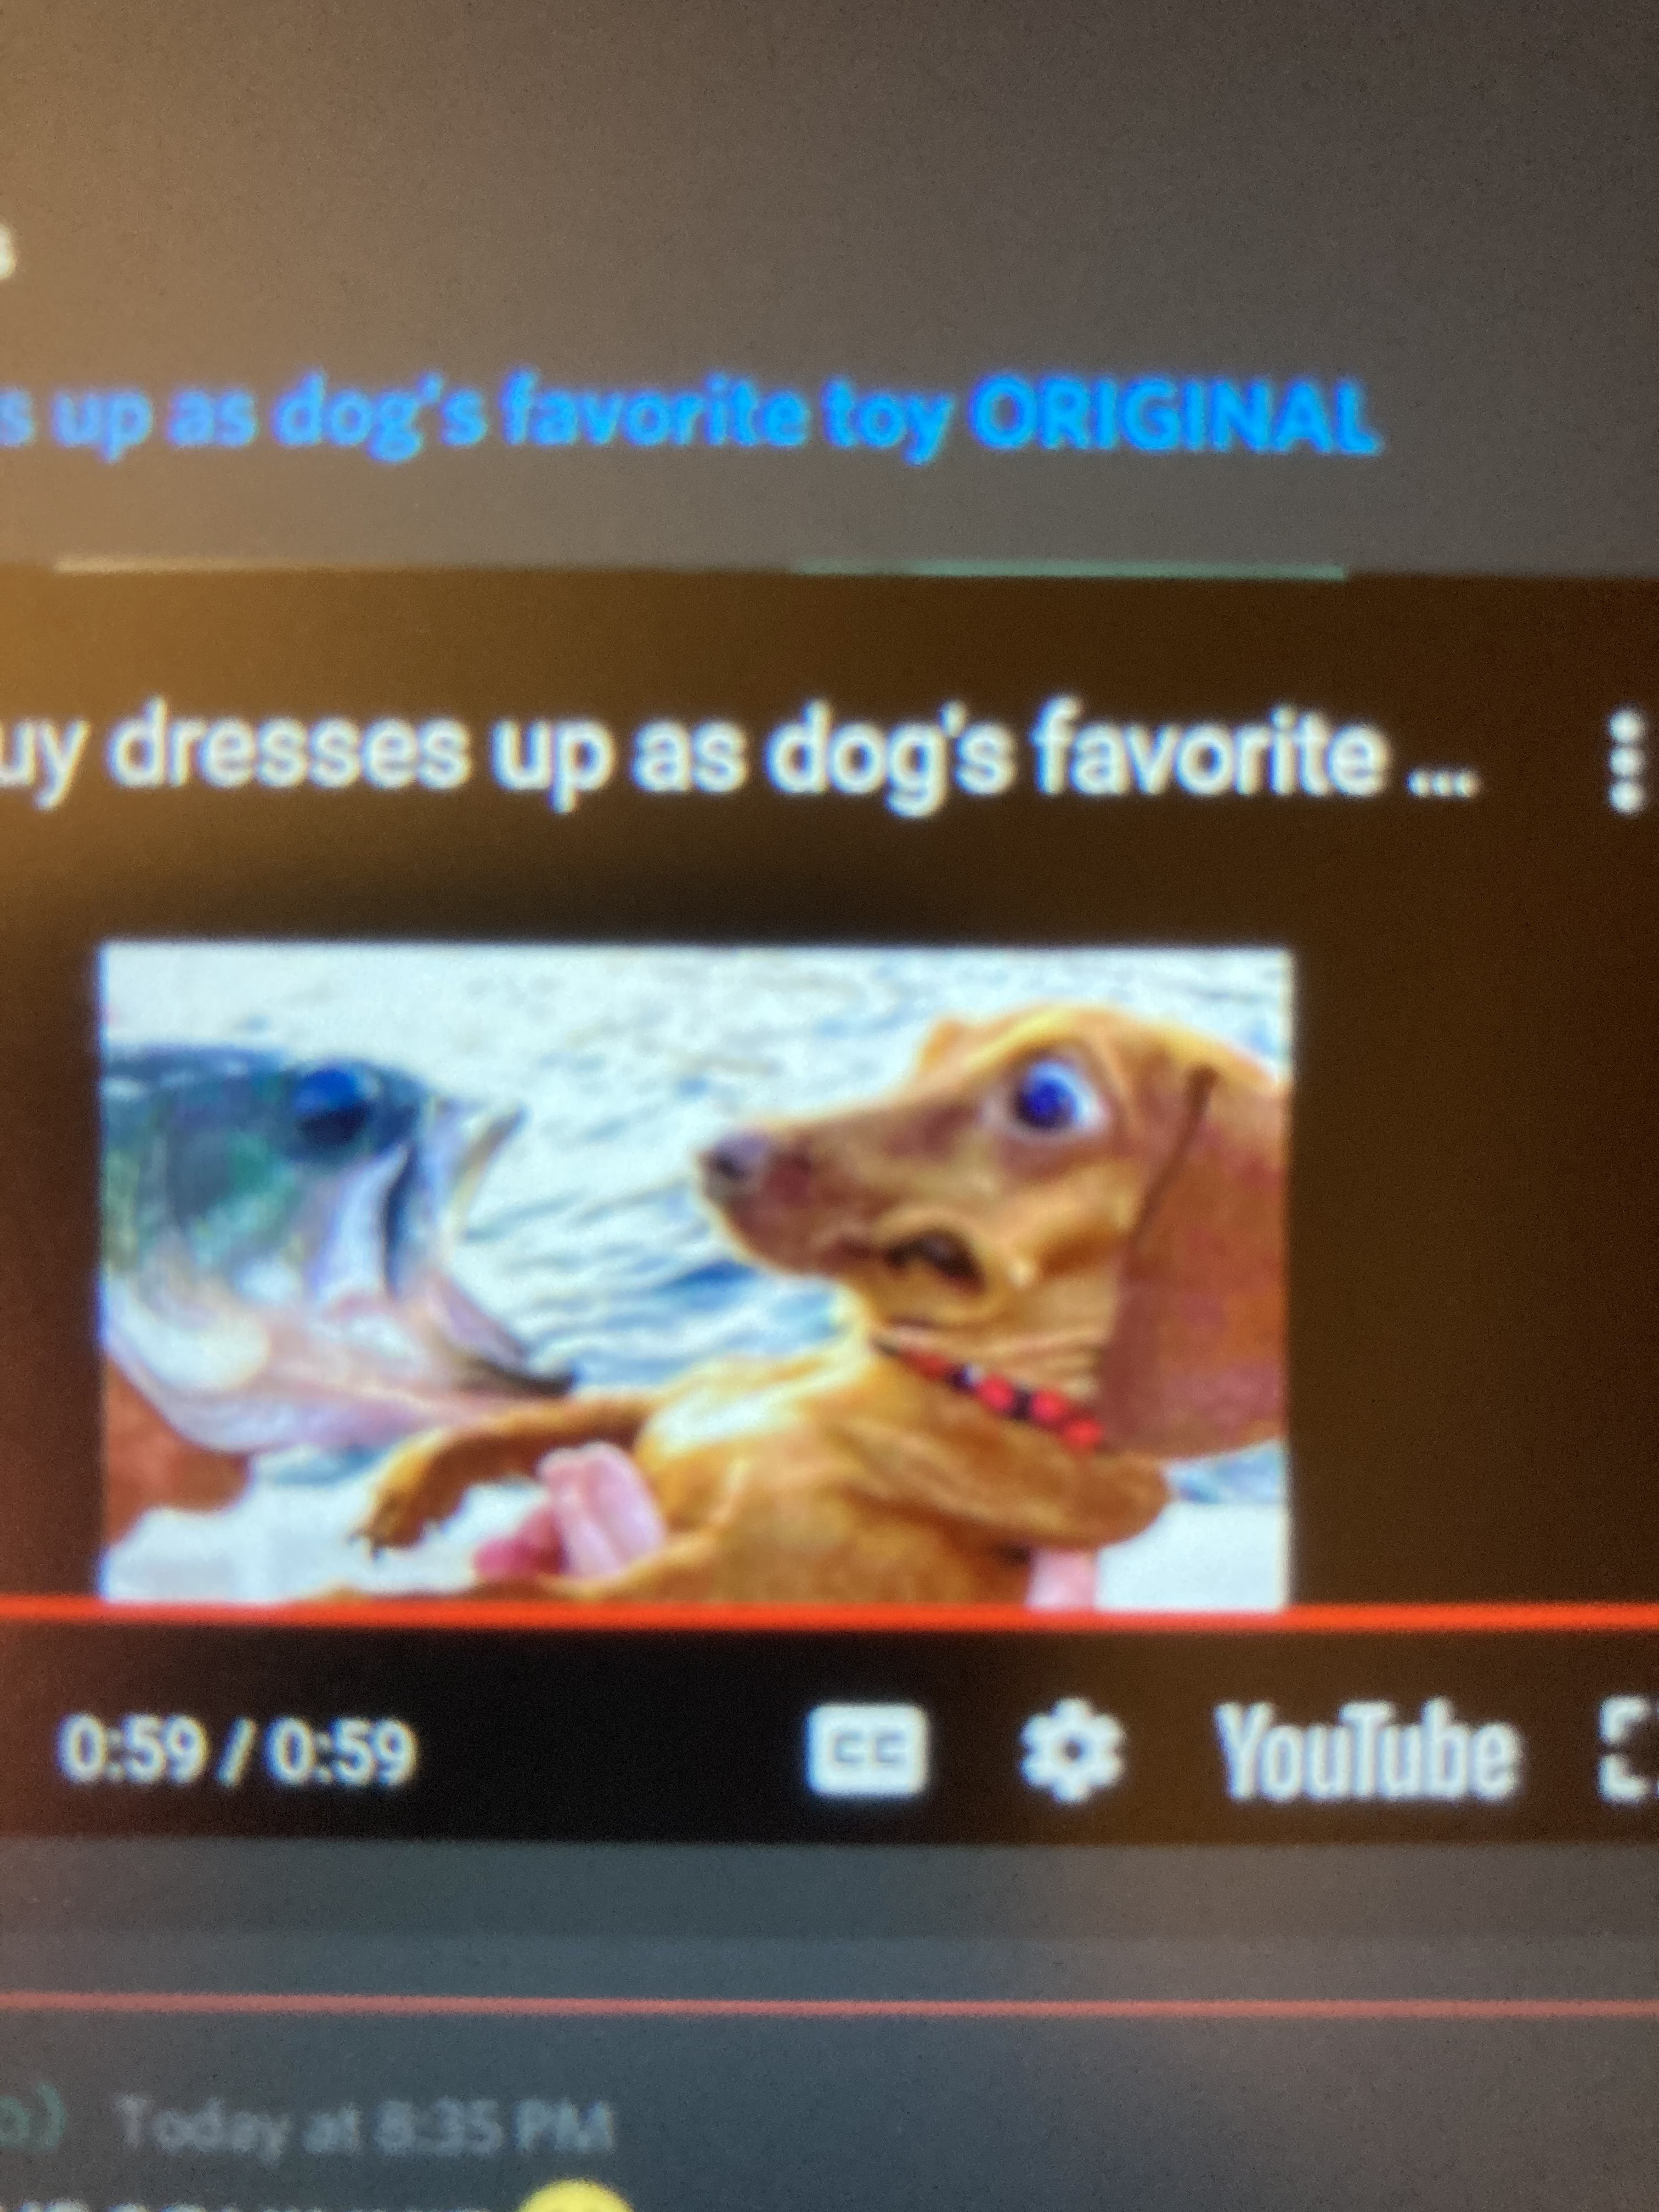 s up as dog's favorite toy ORIGINAL
uy dresses up as dog's favorite ...
0:59 / 0:59
CC
YouTube
Today at 8:35 PM